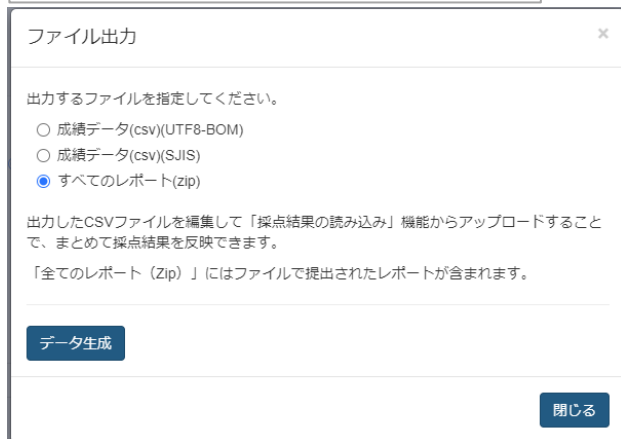 ファイル出力
×
出力するファイルを指定してください。
成績データ(csv)(UTF8-BOM)
成績データ(csv)(SJIS)
すべてのレポート(zip)
出力したCSVファイルを編集して「採点結果の読み込み」機能からアップロードすること
で、まとめて採点結果を反映できます。
「全てのレポート（Zip）」にはファイルで提出されたレポートが含まれます。
データ生成
閉じる